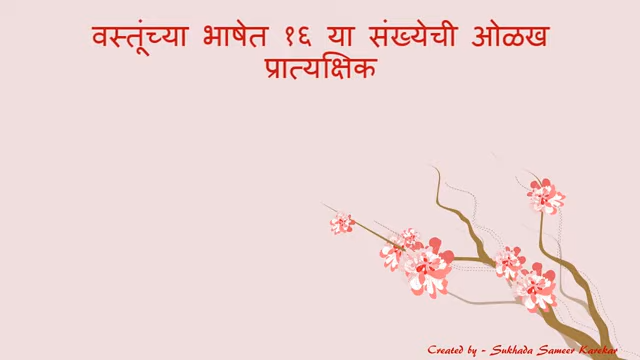 वस्तूंच्या भाषेत १६ या संख्येची ओळख
प्रात्यक्षिक
Created by - Sukhada Sameer Karekar